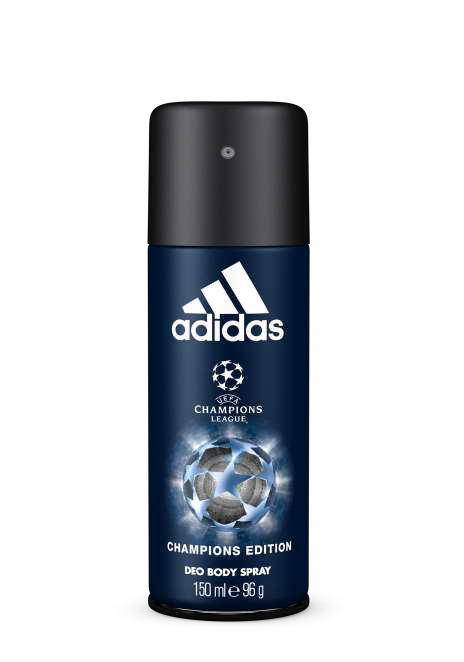 adidas
UEFA
CHAMPIONS
LEAGUE
CHAMPIONS EDITION
DEO BODY SPRAY
150 ml e 96 g